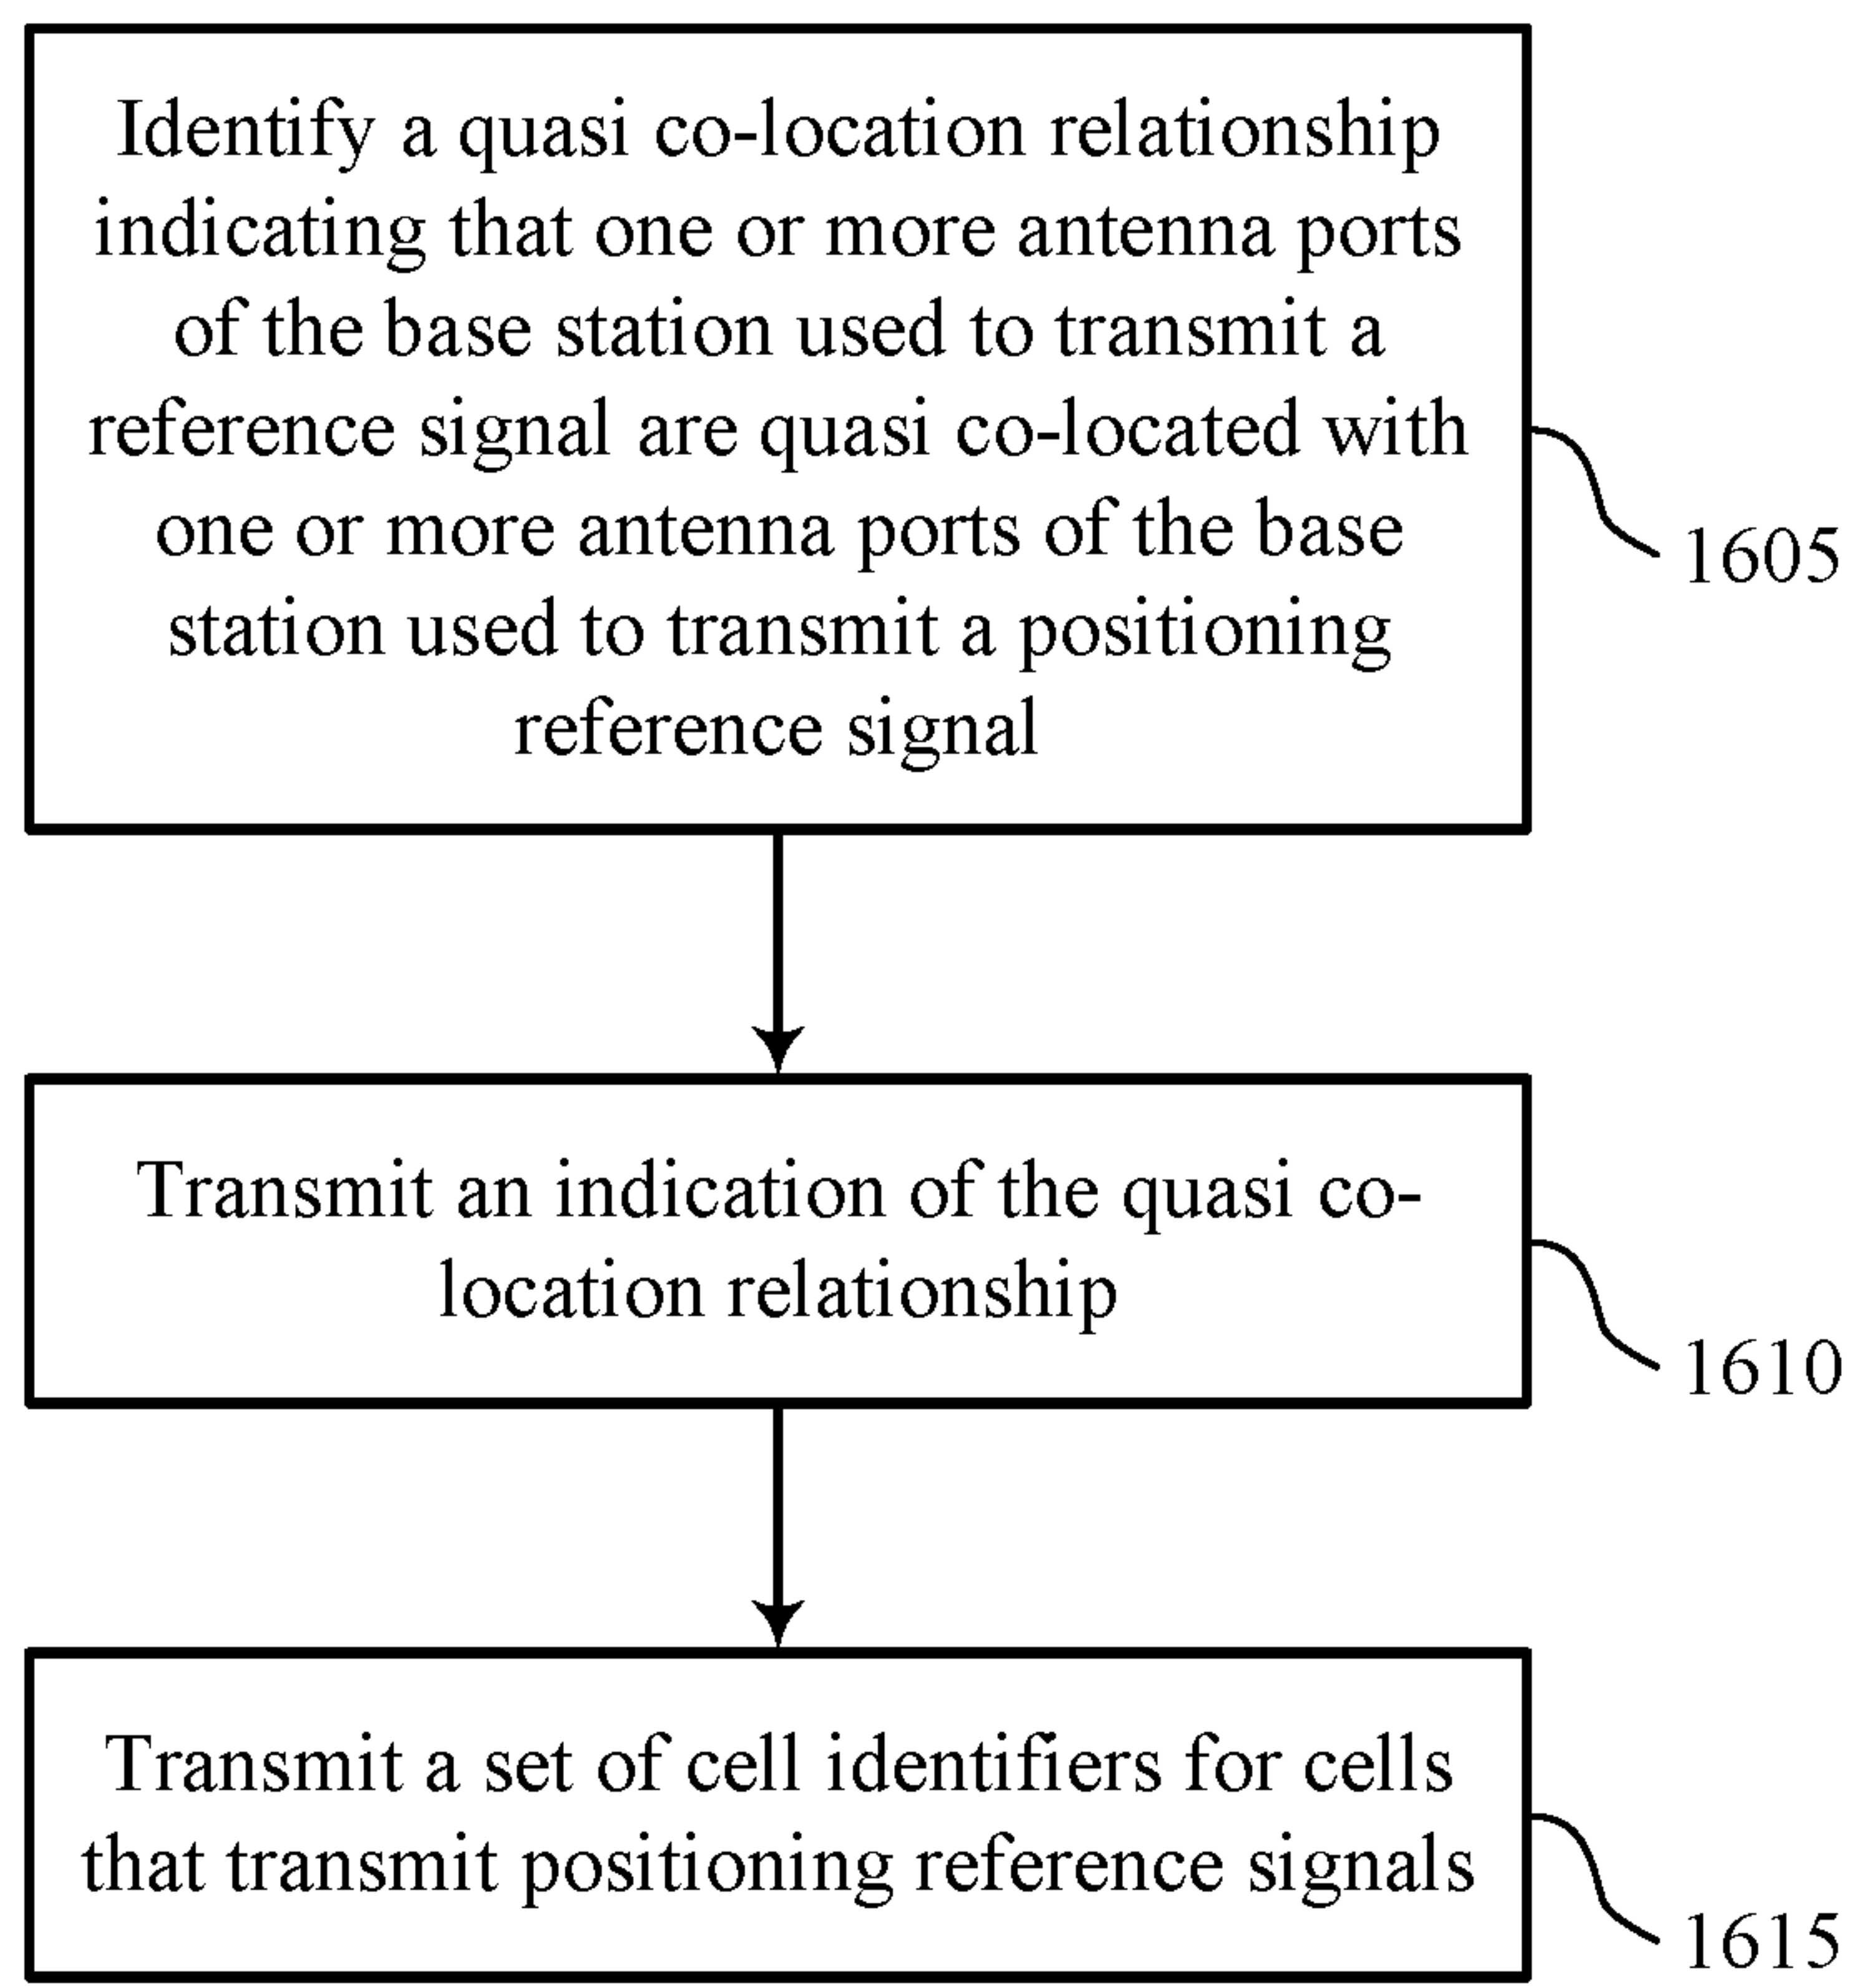 Identify a quasi co-location relationship
indicating that one or more antenna ports
of the base station used to transmit a
reference signal are quasi co-located with
one or more antenna ports of the base
station used to transmit a positioning
reference signal
1605
Transmit an indication of the quasi co-
location relationship
1610
Transmit a set of cell identifiers for cells
that transmit positioning reference signals
1615